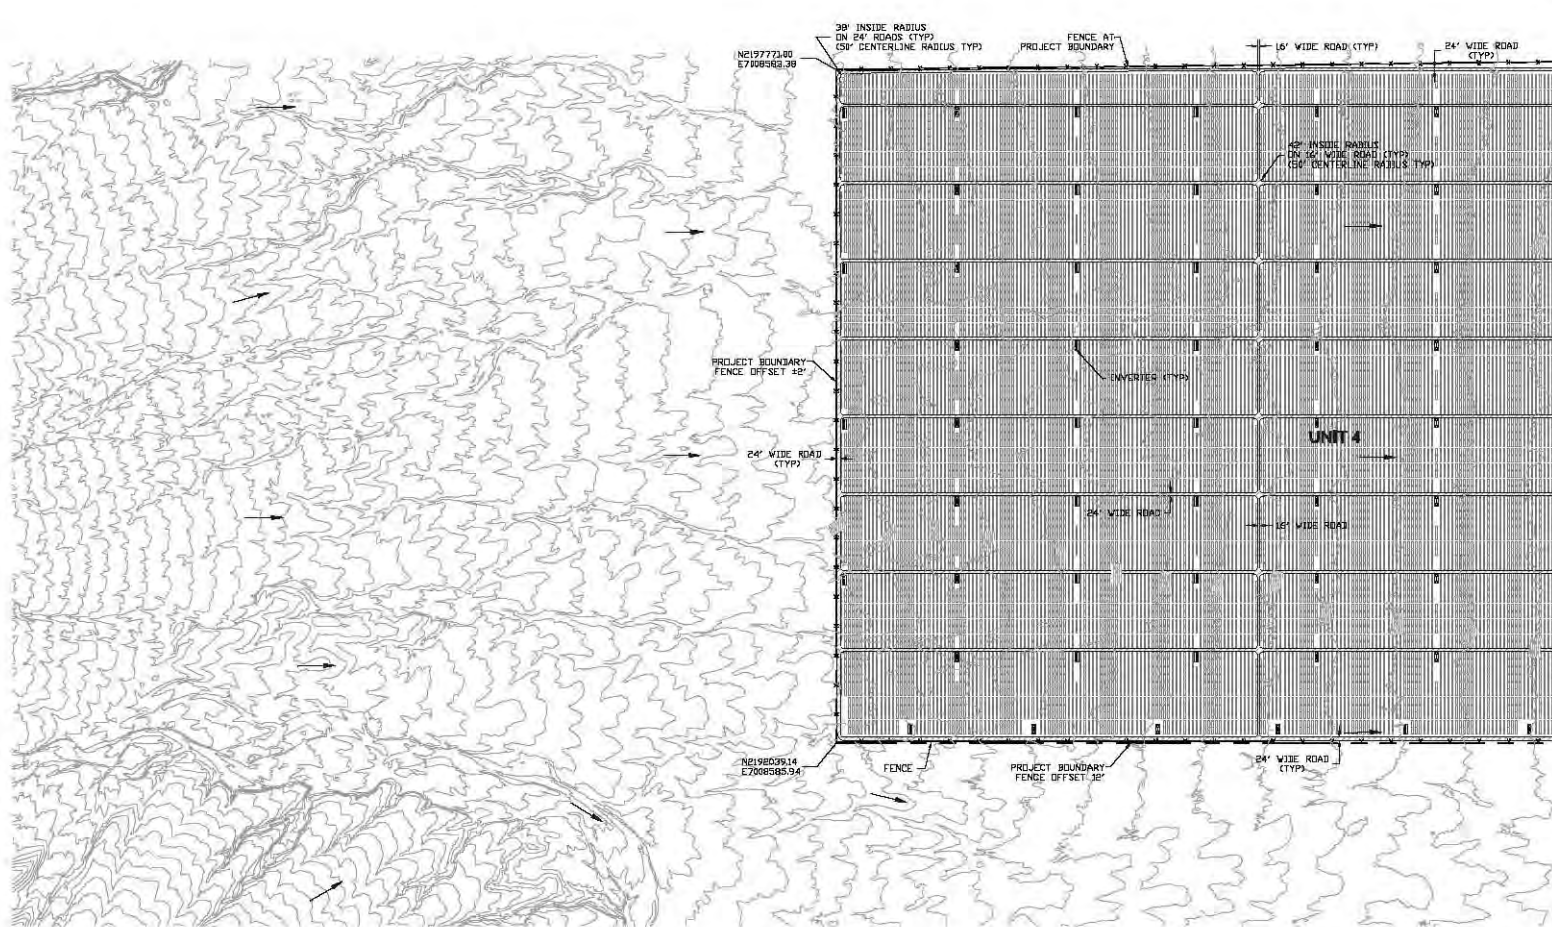 38' INSIDE RADIUS
ON 24' ROADS (TYP)
(50' CENTERLINE RADIUS TYP)
FENCE AT
PROJECT BOUNDARY
16' WIDE ROAD (TYP)
24' WIDE ROAD
(TYP)
N2197771.00
E7008583.38
42' INSIDE RADIUS
ON 16' WIDE ROAD (TYP)
(50' CENTERLINE RADIUS TYP)
PROJECT BOUNDARY
FENCE OFFSET ±2'
INVERTER (TYP)
UNIT 4
24' WIDE ROAD
(TYP)
24' WIDE ROAD
16' WIDE ROAD
N2192039.14
E7008585.94
FENCE
PROJECT BOUNDARY
FENCE OFFSET 12'
24' WIDE ROAD
(TYP)